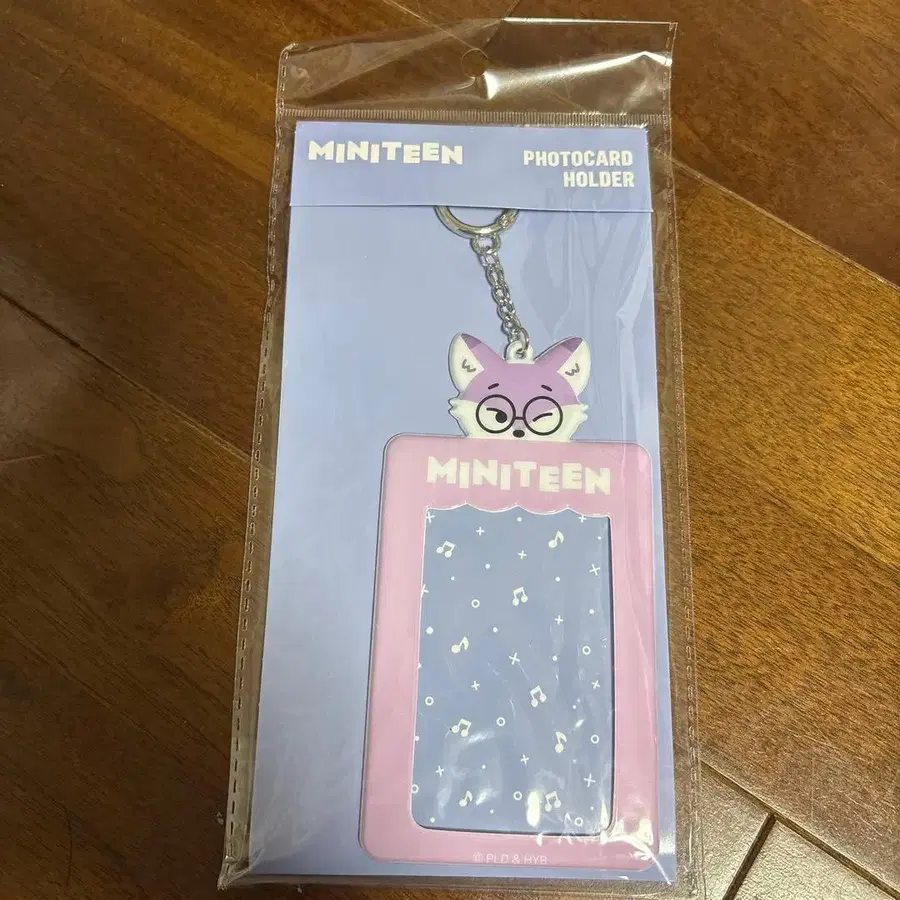 MINITEEN
PHOTOCARD
HOLDER
MINITEEN
© PLD & HYB